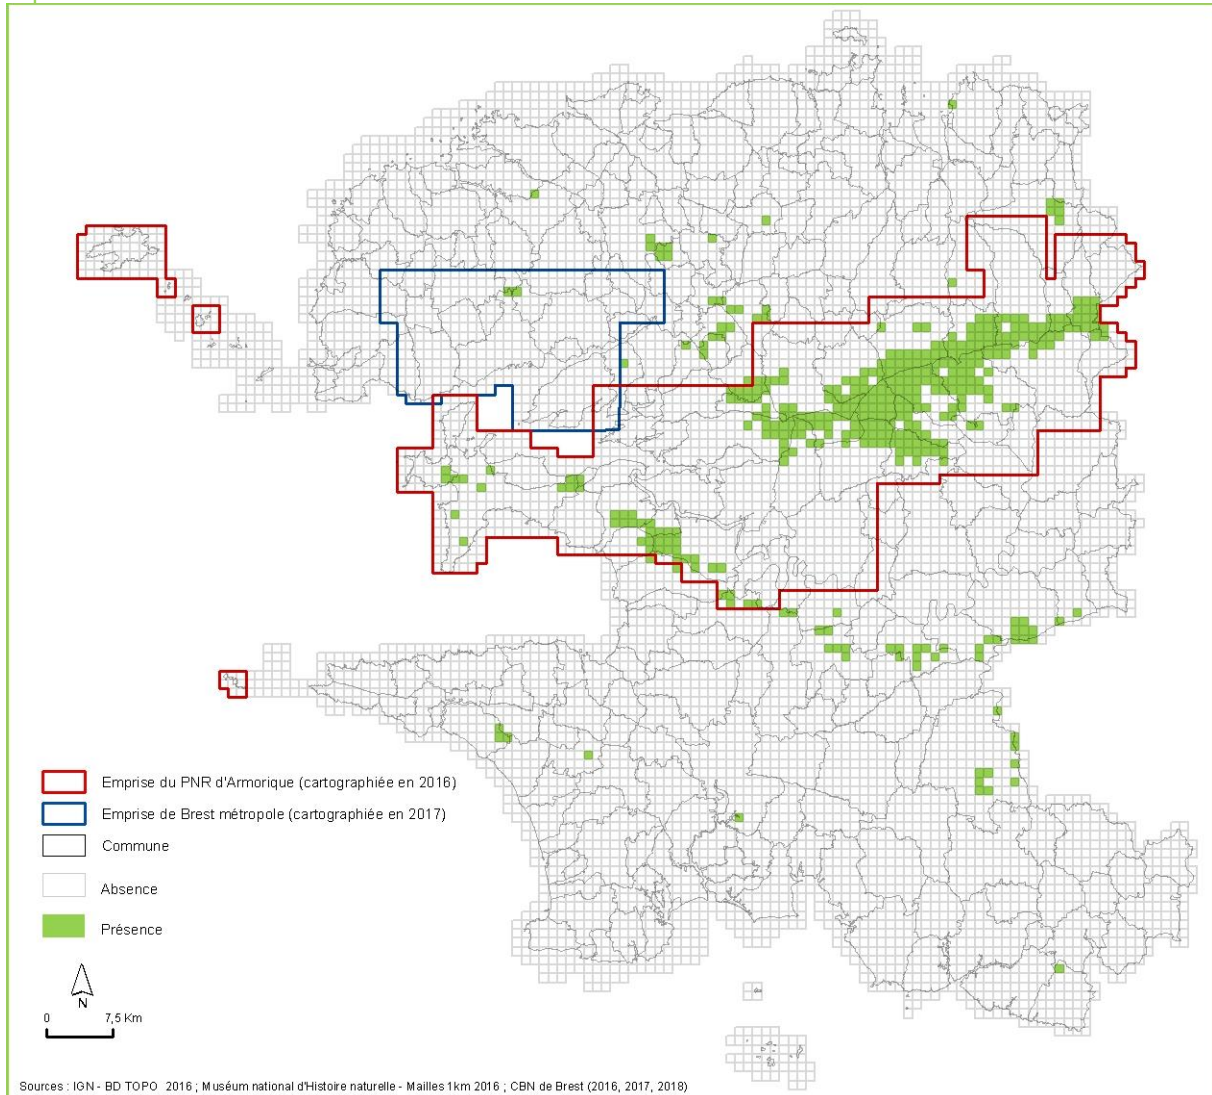 Emprise du PNR d'Armorique (cartographiée en 2016)
Emprise de Brest métropole (cartographiée en 2017)
Commune
Absence
Présence
N
0 7,5 Km
Sources : IGN - BD TOPO 2016 ; Muséum national d'Histoire naturelle - Mailles 1km 2016 ; CBN de Brest (2016, 2017, 2018)